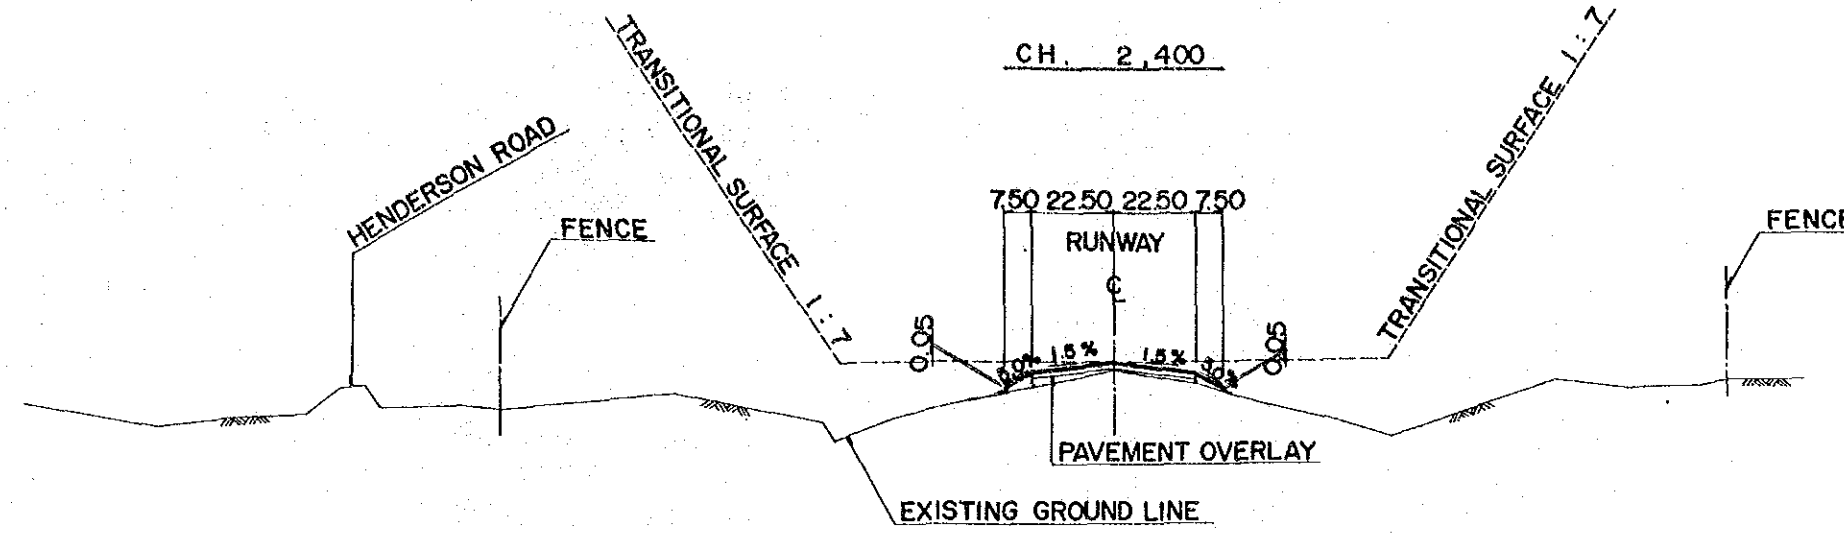 CH. 2,400
TRANSITIONAL SURFACE 1:7
TRANSITIONAL SURFACE 1:7
HENDERSON ROAD
FENCE
7.50 22.50 22.50 7.50
FENCE
RUNWAY
℄
0.05
1.5%
1.5%
3.0%
0.05
PAVEMENT OVERLAY
EXISTING GROUND LINE